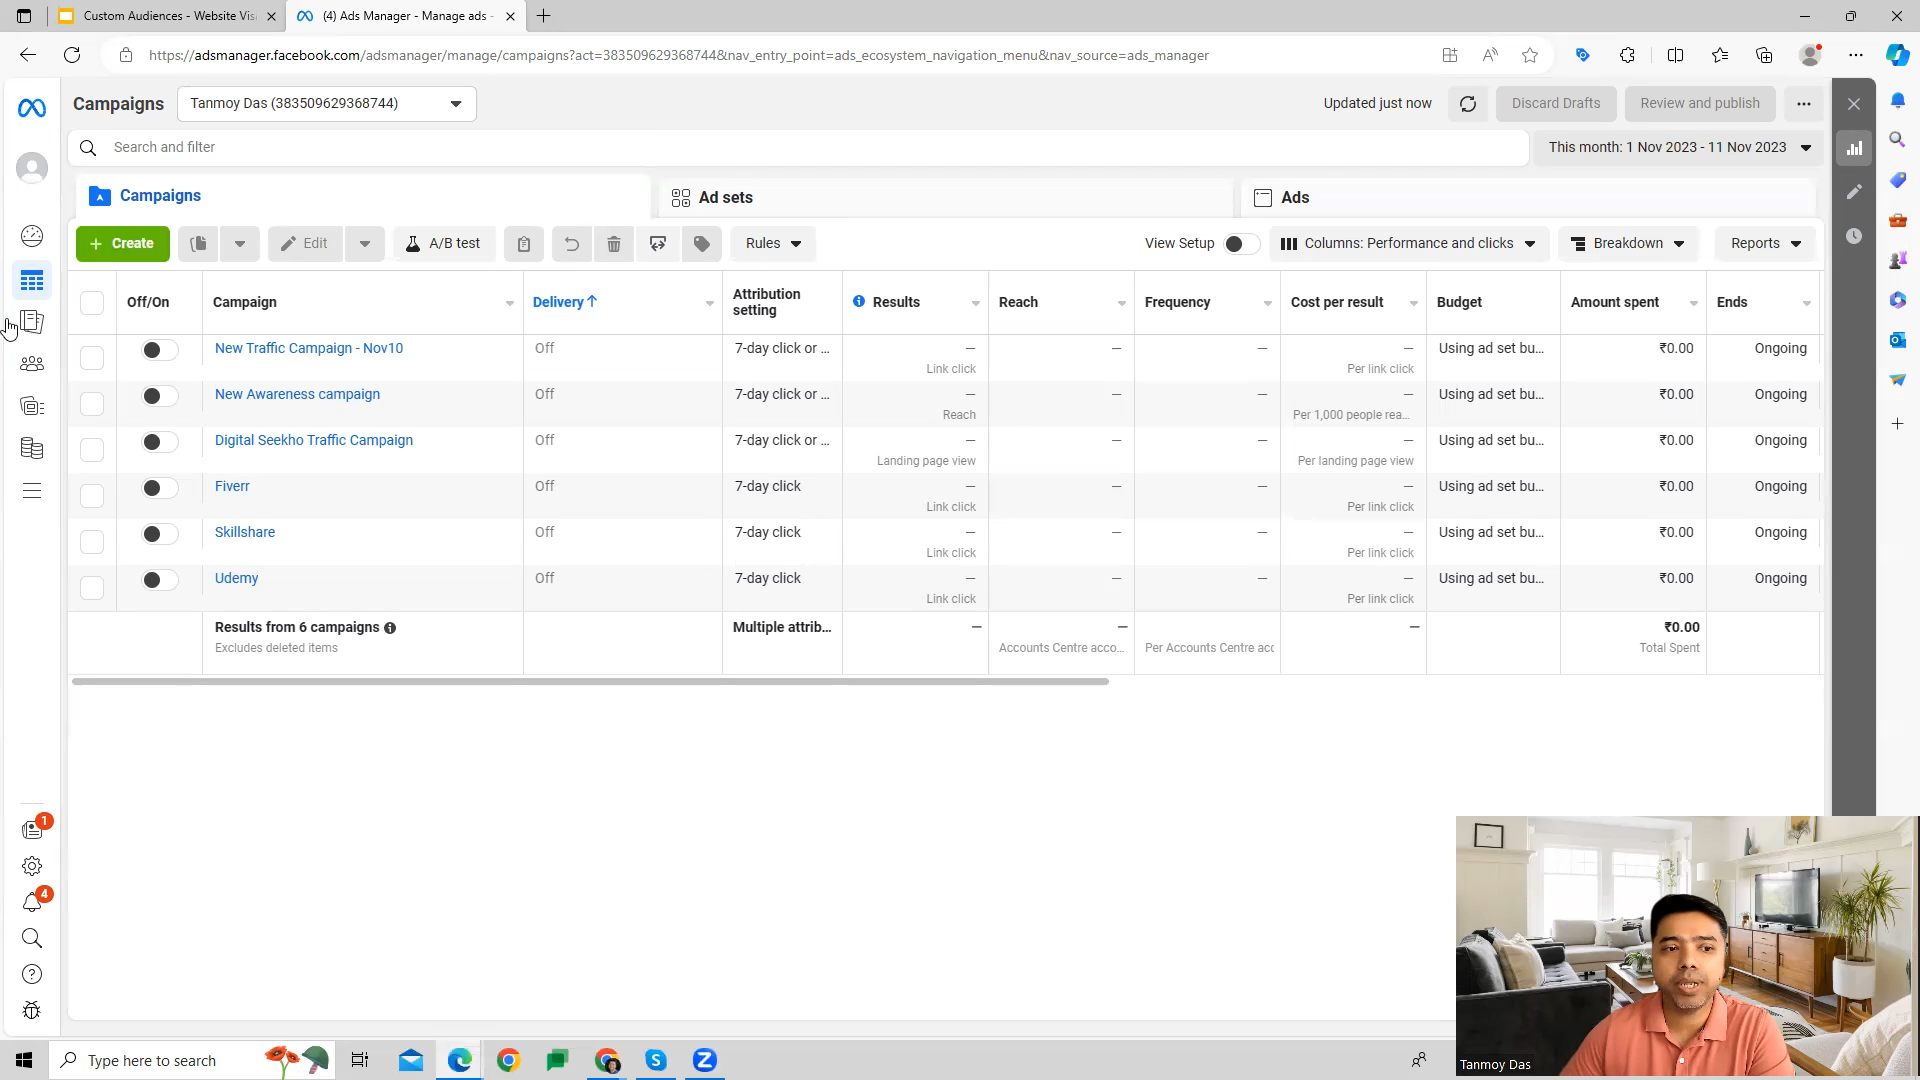 Custom Audiences - Website Vis
(4) Ads Manager - Manage ads -
https://adsmanager.facebook.com/adsmanager/manage/campaigns?act=383509629368744&nav_entry_point=ads_ecosystem_navigation_menu&nav_source=ads_manager
Campaigns
Tanmoy Das (383509629368744)
Updated just now
Discard Drafts
Review and publish
Search and filter
This month: 1 Nov 2023 - 11 Nov 2023
Campaigns
Ad sets
Ads
+ Create
Edit
A/B test
Rules
View Setup
Columns: Performance and clicks
Breakdown
Reports
Off/On
Campaign
Delivery ↑
Attribution
setting
Results
Reach
Frequency
Cost per result
Budget
Amount spent
Ends
New Traffic Campaign - Nov10
Off
7-day click or ...
—
—
—
—
Using ad set bu...
₹0.00
Ongoing
Link click
Per link click
New Awareness campaign
Off
7-day click or ...
—
—
—
—
Using ad set bu...
₹0.00
Ongoing
Reach
Per 1,000 people rea...
Digital Seekho Traffic Campaign
Off
7-day click or ...
—
—
—
—
Using ad set bu...
₹0.00
Ongoing
Landing page view
Per landing page view
Fiverr
Off
7-day click
—
—
—
—
Using ad set bu...
₹0.00
Ongoing
Link click
Per link click
Skillshare
Off
7-day click
—
—
—
—
Using ad set bu...
₹0.00
Ongoing
Link click
Per link click
Udemy
Off
7-day click
—
—
—
—
Using ad set bu...
₹0.00
Ongoing
Link click
Per link click
Results from 6 campaigns
Multiple attrib...
—
—
—
₹0.00
Excludes deleted items
Accounts Centre acco...
Per Accounts Centre acc
Total Spent
1
4
Type here to search
Tanmoy Das